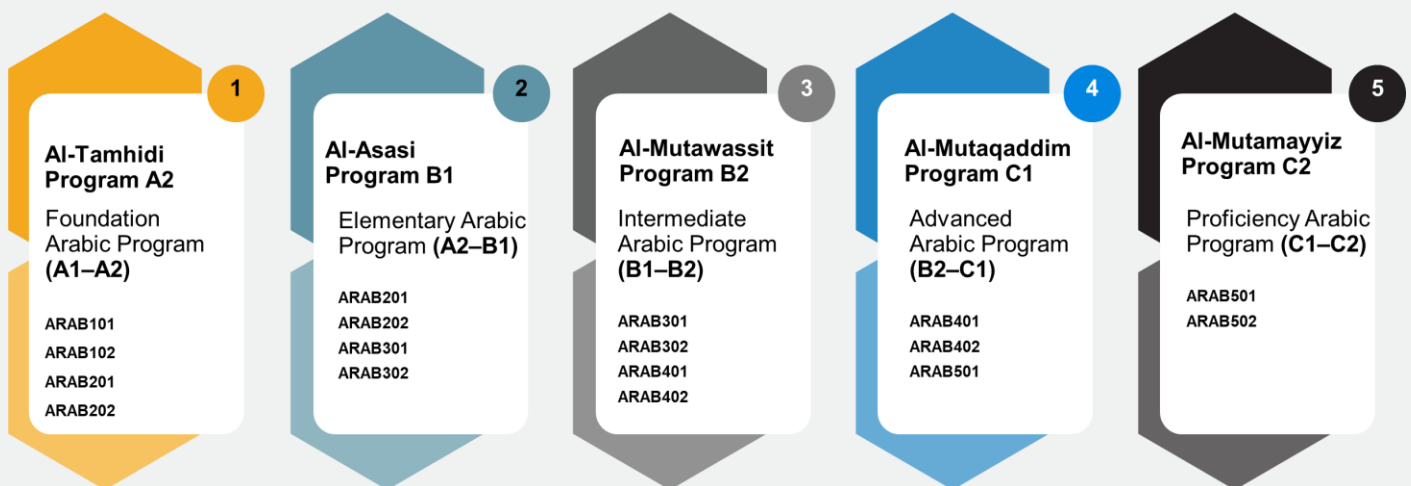 1
Al-Tamhidi
Program A2
Foundation
Arabic Program
(A1–A2)
ARAB101
ARAB102
ARAB201
ARAB202
2
Al-Asasi
Program B1
Elementary Arabic
Program (A2–B1)
ARAB201
ARAB202
ARAB301
ARAB302
3
Al-Mutawassit
Program B2
Intermediate
Arabic Program
(B1–B2)
ARAB301
ARAB302
ARAB401
ARAB402
4
Al-Mutaqaddim
Program C1
Advanced
Arabic Program
(B2–C1)
ARAB401
ARAB402
ARAB501
5
Al-Mutamayyiz
Program C2
Proficiency Arabic
Program (C1–C2)
ARAB501
ARAB502